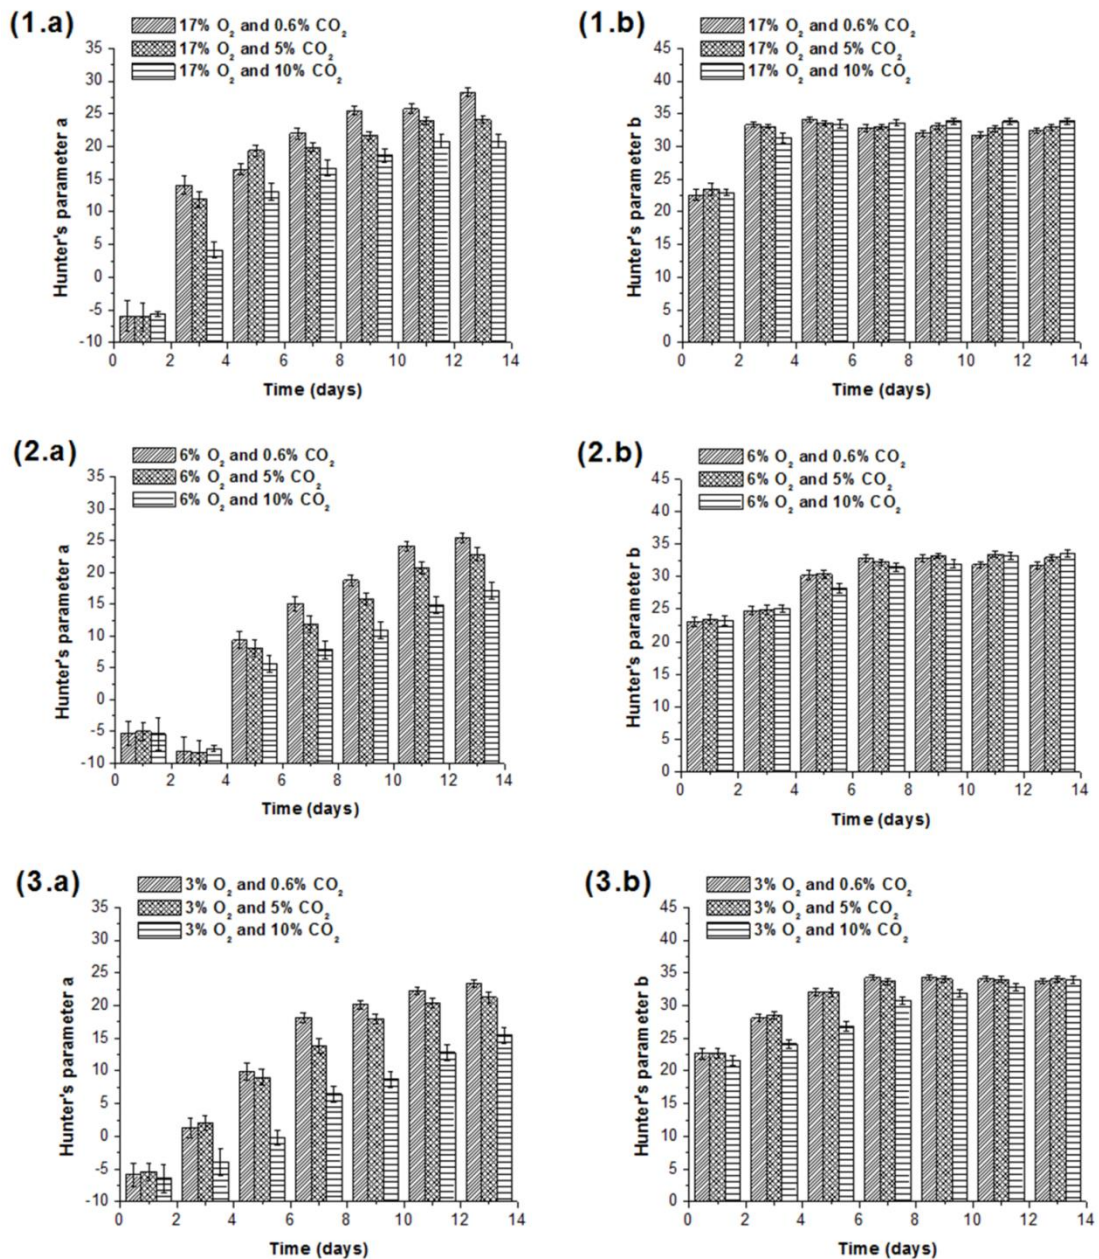 (1.a)
17% O₂ and 0.6% CO₂
17% O₂ and 5% CO₂
17% O₂ and 10% CO₂
Hunter's parameter a
35
30
25
20
15
10
5
0
-5
-10
0 2 4 6 8 10 12 14
Time (days)
(1.b)
17% O₂ and 0.6% CO₂
17% O₂ and 5% CO₂
17% O₂ and 10% CO₂
Hunter's parameter b
45
40
35
30
25
20
15
10
5
0
0 2 4 6 8 10 12 14
Time (days)
(2.a)
6% O₂ and 0.6% CO₂
6% O₂ and 5% CO₂
6% O₂ and 10% CO₂
Hunter's parameter a
35
30
25
20
15
10
5
0
-5
-10
0 2 4 6 8 10 12 14
Time (days)
(2.b)
6% O₂ and 0.6% CO₂
6% O₂ and 5% CO₂
6% O₂ and 10% CO₂
Hunter's parameter b
45
40
35
30
25
20
15
10
5
0
0 2 4 6 8 10 12 14
Time (days)
(3.a)
3% O₂ and 0.6% CO₂
3% O₂ and 5% CO₂
3% O₂ and 10% CO₂
Hunter's parameter a
35
30
25
20
15
10
5
0
-5
-10
0 2 4 6 8 10 12 14
Time (days)
(3.b)
3% O₂ and 0.6% CO₂
3% O₂ and 5% CO₂
3% O₂ and 10% CO₂
Hunter's parameter b
45
40
35
30
25
20
15
10
5
0
0 2 4 6 8 10 12 14
Time (days)